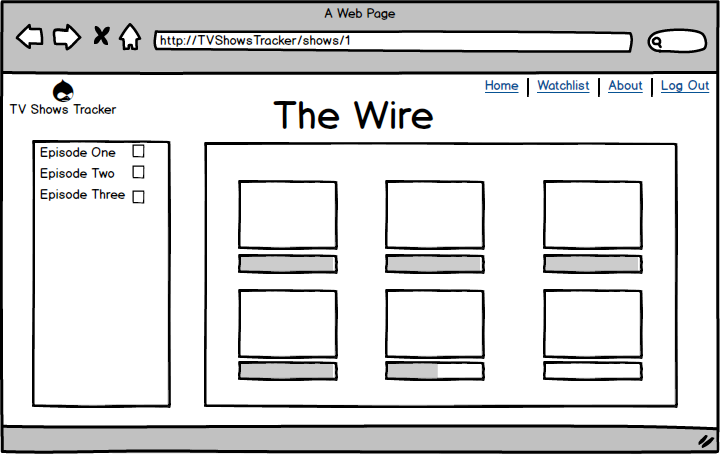 A Web Page
http://TVShowsTracker/shows/1
Home | Watchlist | About | Log Out
TV Shows Tracker
The Wire
Episode One
Episode Two
Episode Three